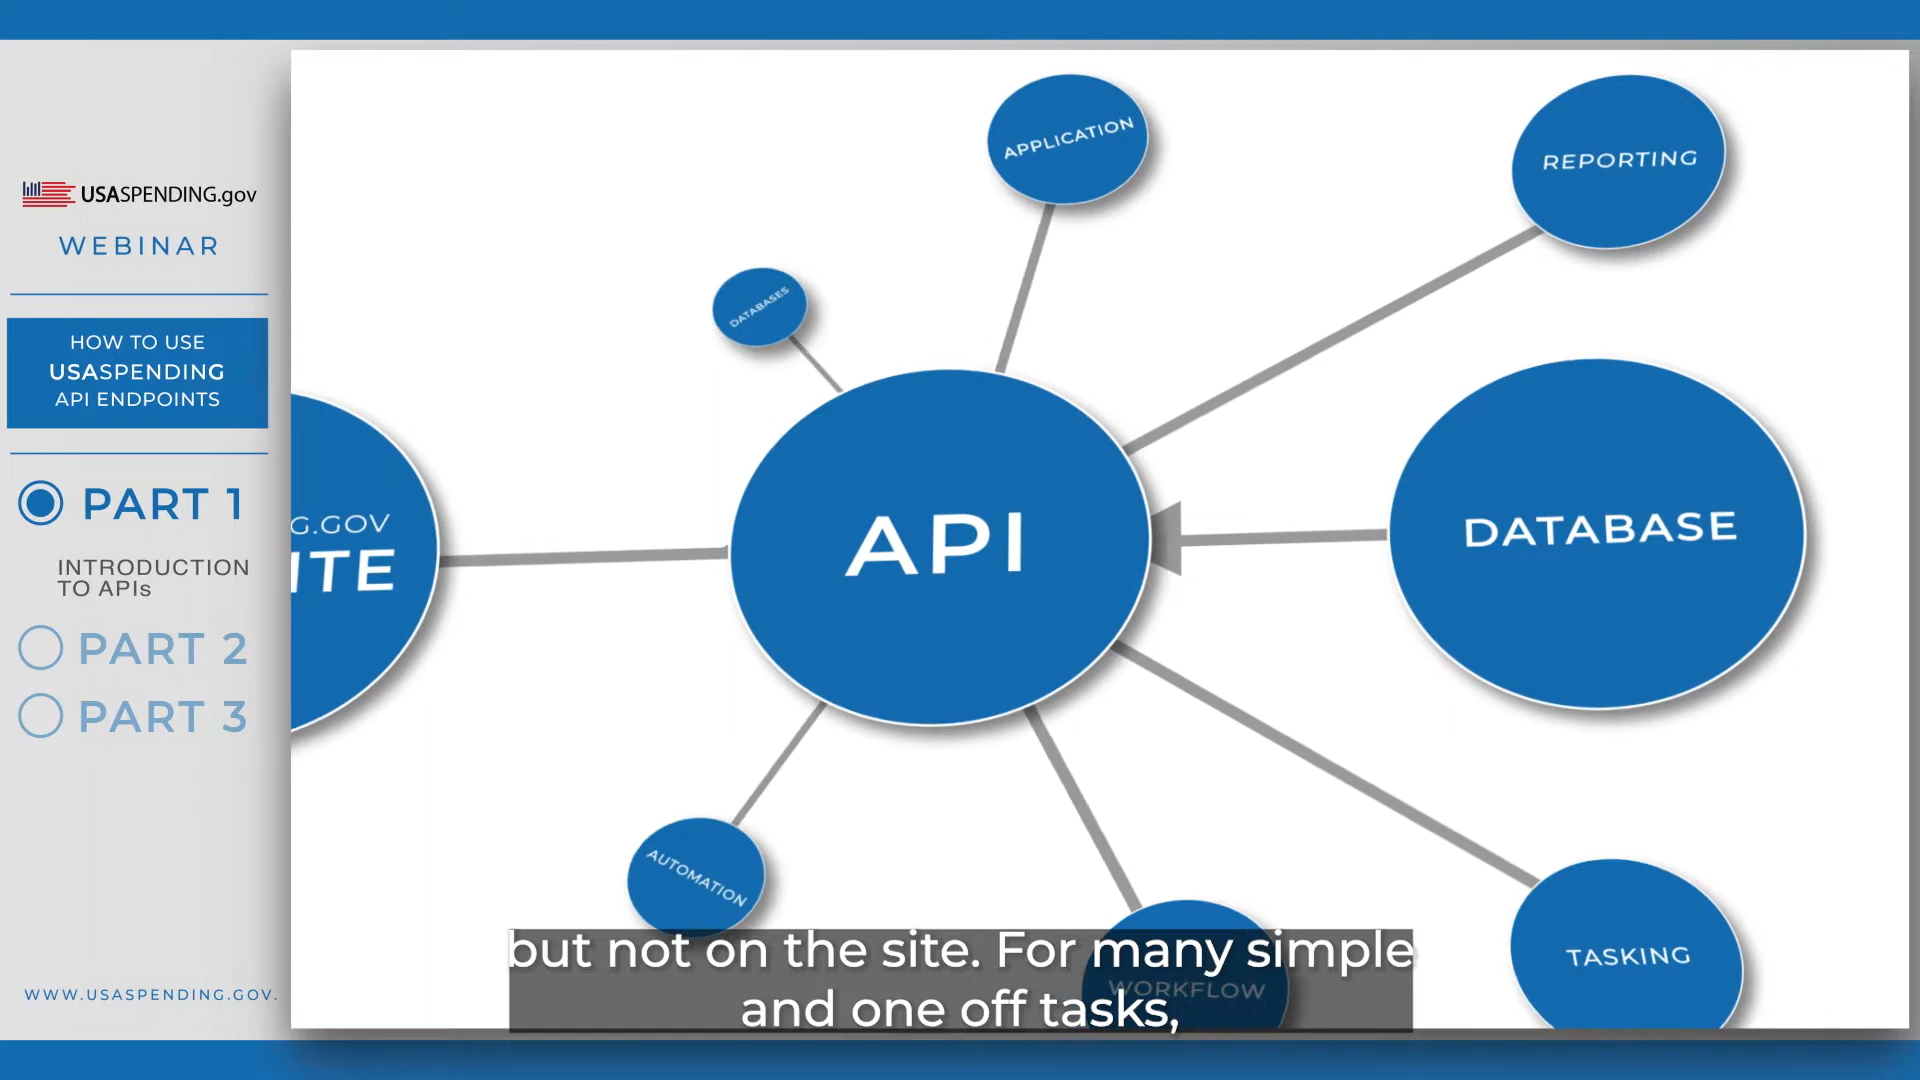 USASPENDING.gov
WEBINAR
HOW TO USE
USASPENDING
API ENDPOINTS
PART 1
INTRODUCTION
TO APIs
PART 2
PART 3
WWW.USASPENDING.GOV.
APPLICATION
REPORTING
DATABASES
G.GOV
ITE
API
DATABASE
AUTOMATION
WORKFLOW
TASKING
but not on the site. For many simple
and one off tasks,